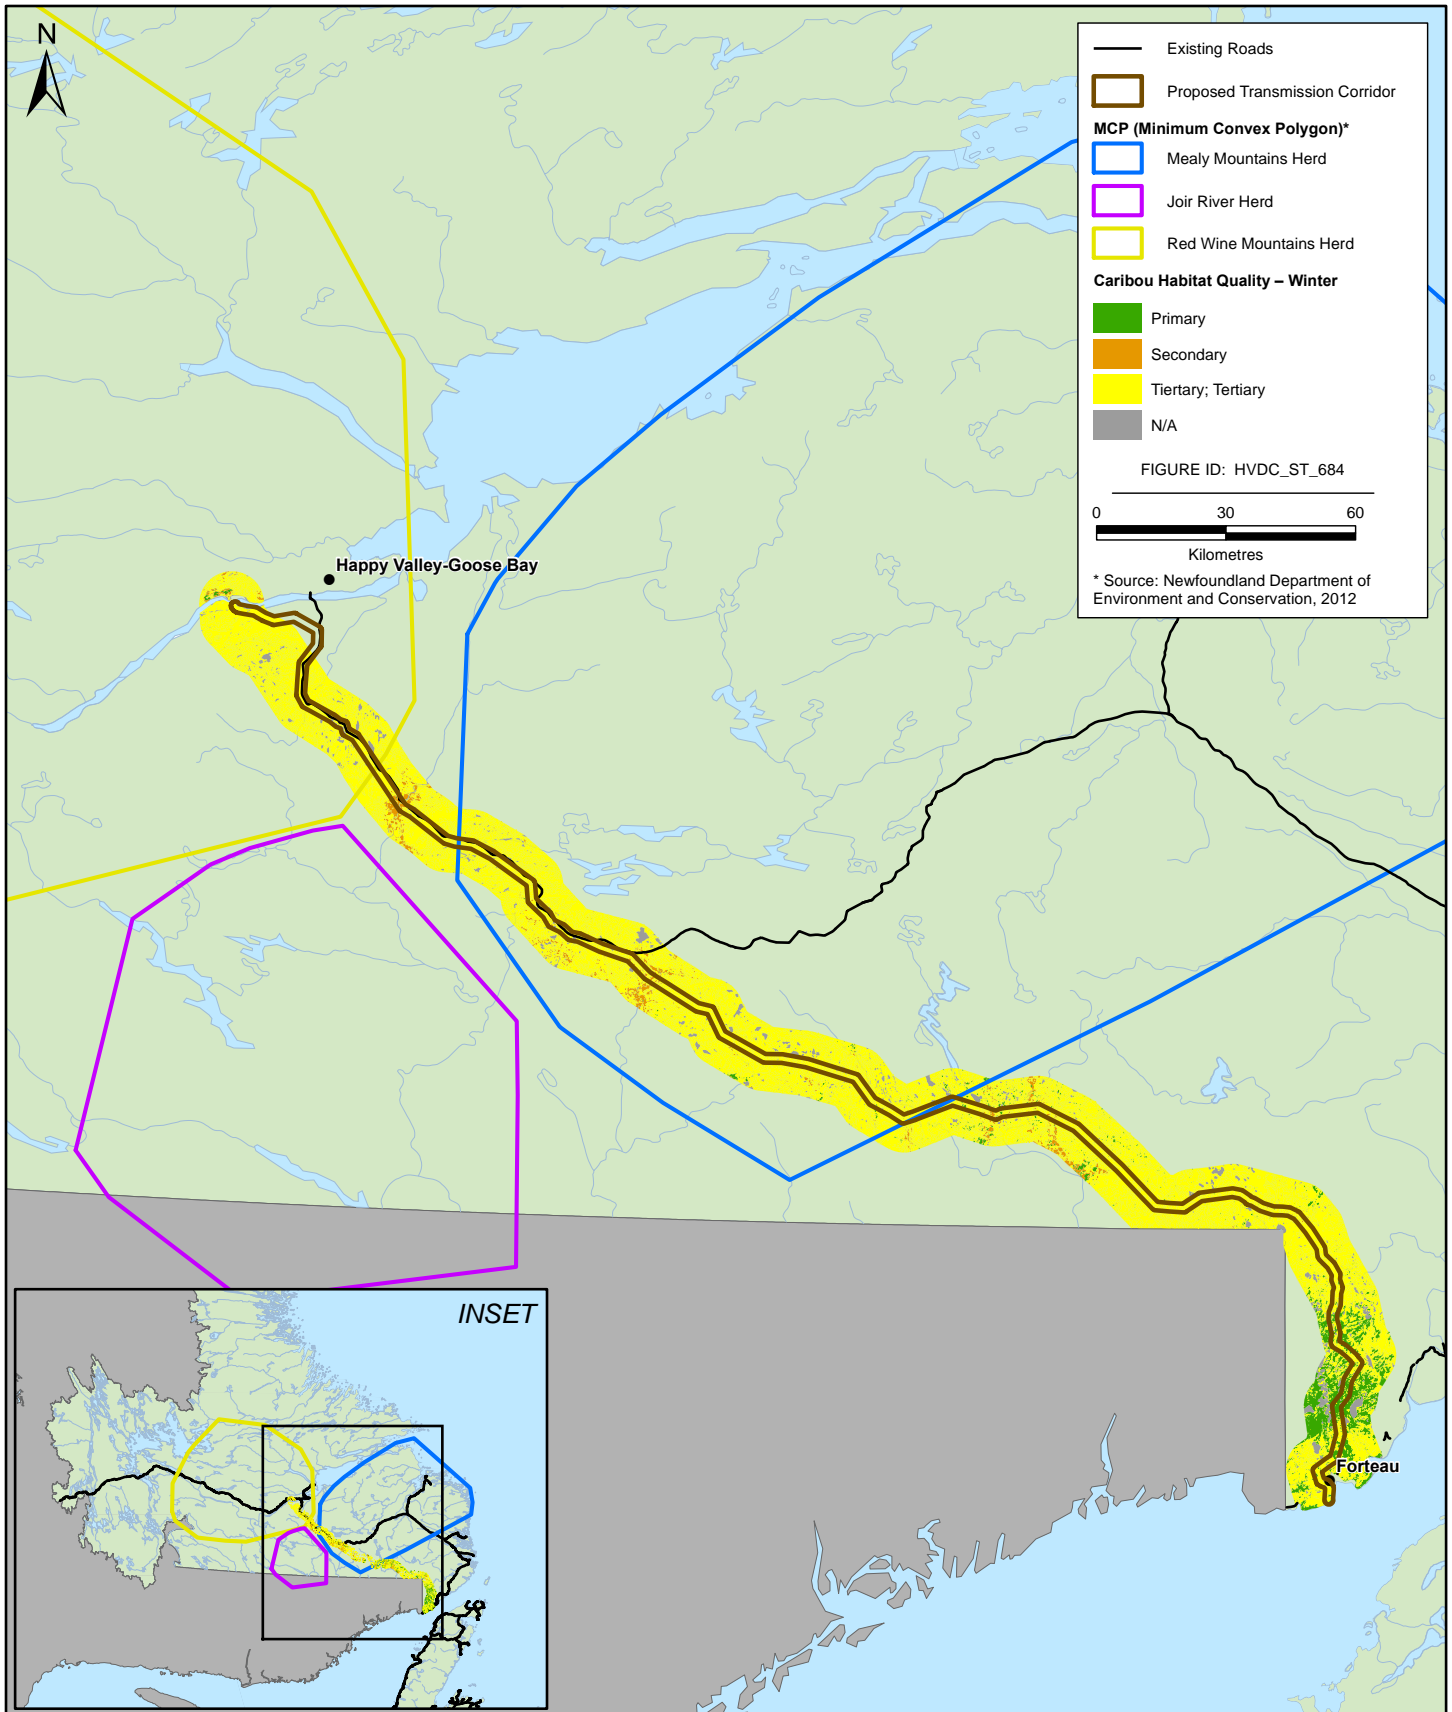 N
Existing Roads
Proposed Transmission Corridor
MCP (Minimum Convex Polygon)*
Mealy Mountains Herd
Joir River Herd
Red Wine Mountains Herd
Caribou Habitat Quality – Winter
Primary
Secondary
Tiertary; Tertiary
N/A
FIGURE ID: HVDC_ST_684
0 30 60
Kilometres
* Source: Newfoundland Department of
Environment and Conservation, 2012
Happy Valley-Goose Bay
Forteau
INSET